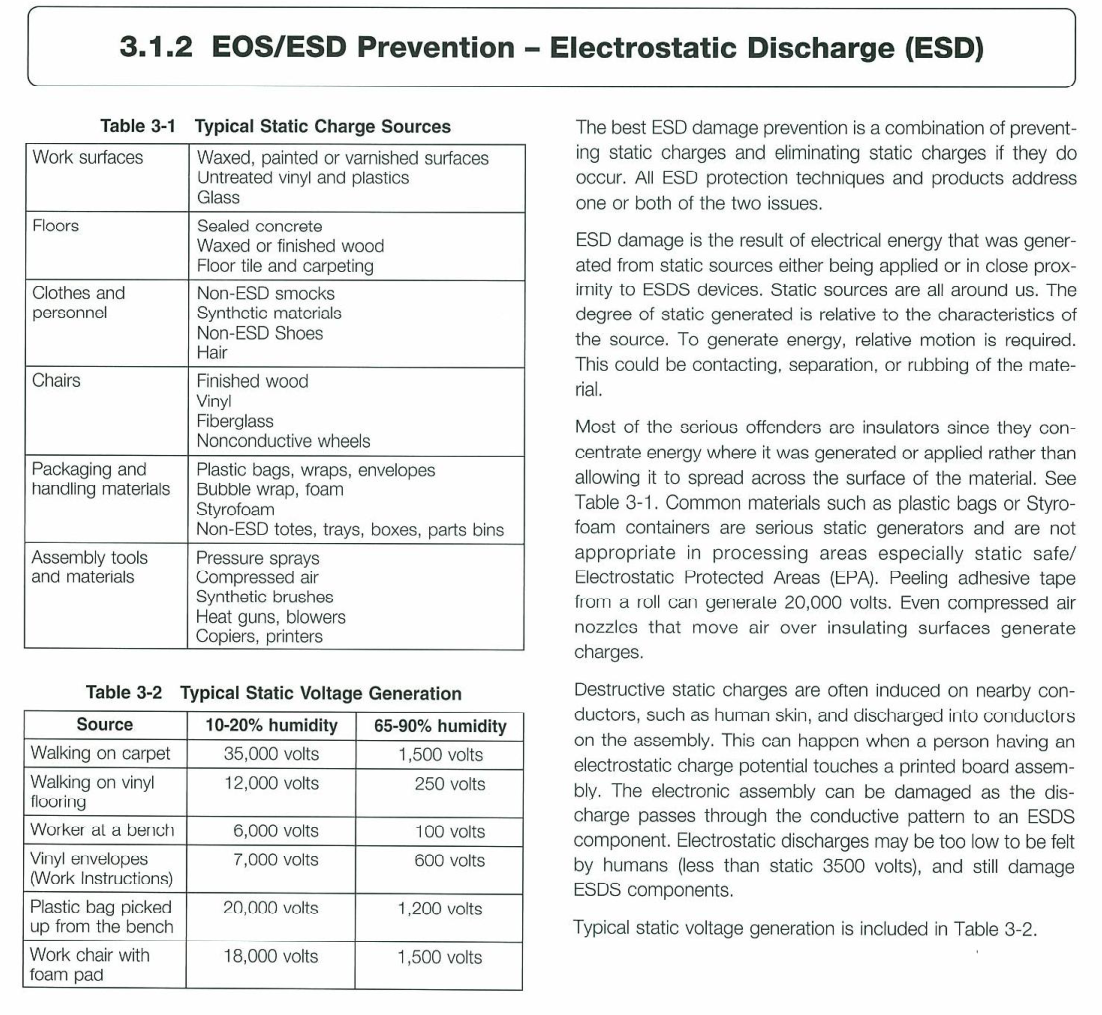 3.1.2 EOS/ESD Prevention – Electrostatic Discharge (ESD)
Table 3-1 Typical Static Charge Sources
Work surfaces
Waxed, painted or varnished surfaces
Untreated vinyl and plastics
Glass
Floors
Sealed concrete
Waxed or finished wood
Floor tile and carpeting
Clothes and
personnel
Non-ESD smocks
Synthetic materials
Non-ESD Shoes
Hair
Chairs
Finished wood
Vinyl
Fiberglass
Nonconductive wheels
Packaging and
handling materials
Plastic bags, wraps, envelopes
Bubble wrap, foam
Styrofoam
Non-ESD totes, trays, boxes, parts bins
Assembly tools
and materials
Pressure sprays
Compressed air
Synthetic brushes
Heat guns, blowers
Copiers, printers
Table 3-2 Typical Static Voltage Generation
Source 10-20% humidity 65-90% humidity
Walking on carpet 35,000 volts 1,500 volts
Walking on vinyl 12,000 volts 250 volts
flooring
Worker at a bench 6,000 volts 100 volts
Vinyl envelopes 7,000 volts 600 volts
(Work Instructions)
Plastic bag picked 20,000 volts 1,200 volts
up from the bench
Work chair with 18,000 volts 1,500 volts
foam pad
The best ESD damage prevention is a combination of prevent-
ing static charges and eliminating static charges if they do
occur. All ESD protection techniques and products address
one or both of the two issues.
ESD damage is the result of electrical energy that was gener-
ated from static sources either being applied or in close prox-
imity to ESDS devices. Static sources are all around us. The
degree of static generated is relative to the characteristics of
the source. To generate energy, relative motion is required.
This could be contacting, separation, or rubbing of the mate-
rial.
Most of the serious offenders are insulators since they con-
centrate energy where it was generated or applied rather than
allowing it to spread across the surface of the material. See
Table 3-1. Common materials such as plastic bags or Styro-
foam containers are serious static generators and are not
appropriate in processing areas especially static safe/
Electrostatic Protected Areas (EPA). Peeling adhesive tape
from a roll can generate 20,000 volts. Even compressed air
nozzles that move air over insulating surfaces generate
charges.
Destructive static charges are often induced on nearby con-
ductors, such as human skin, and discharged into conductors
on the assembly. This can happen when a person having an
electrostatic charge potential touches a printed board assem-
bly. The electronic assembly can be damaged as the dis-
charge passes through the conductive pattern to an ESDS
component. Electrostatic discharges may be too low to be felt
by humans (less than static 3500 volts), and still damage
ESDS components.
Typical static voltage generation is included in Table 3-2.